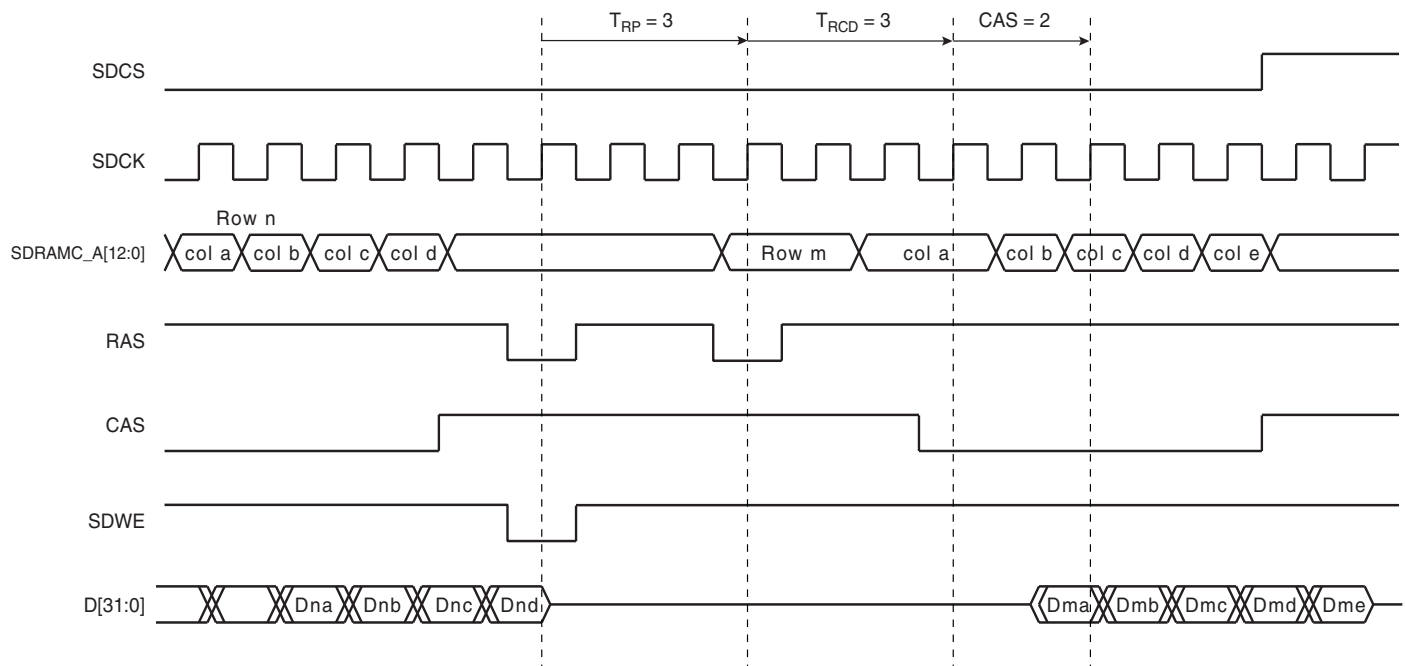 T_RP = 3 T_RCD = 3 CAS = 2
SDCS
SDCK
Row n
SDRAMC_A[12:0] col a col b col c col d Row m col a col b col c col d col e
RAS
CAS
SDWE
D[31:0] Dna Dnb Dnc Dnd Dma Dmb Dmc Dmd Dme